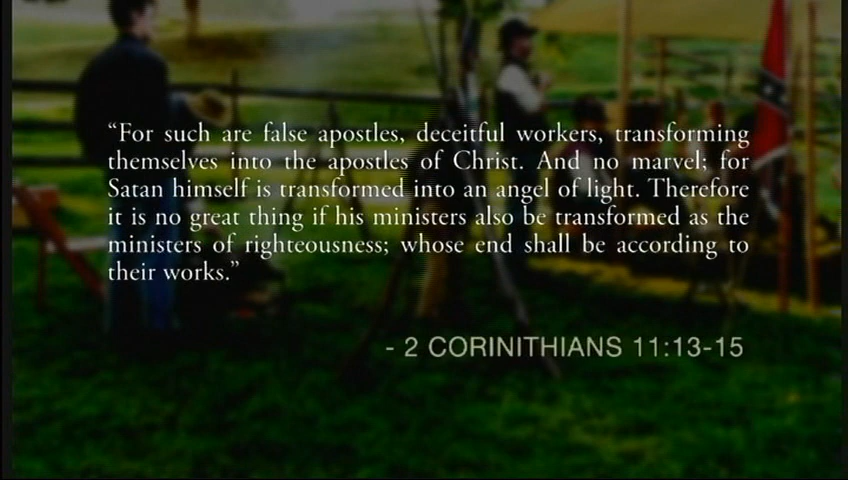 “For such are false apostles, deceitful workers, transforming
themselves into the apostles of Christ. And no marvel; for
Satan himself is transformed into an angel of light. Therefore
it is no great thing if his ministers also be transformed as the
ministers of righteousness; whose end shall be according to
their works.”
- 2 CORINITHIANS 11:13-15